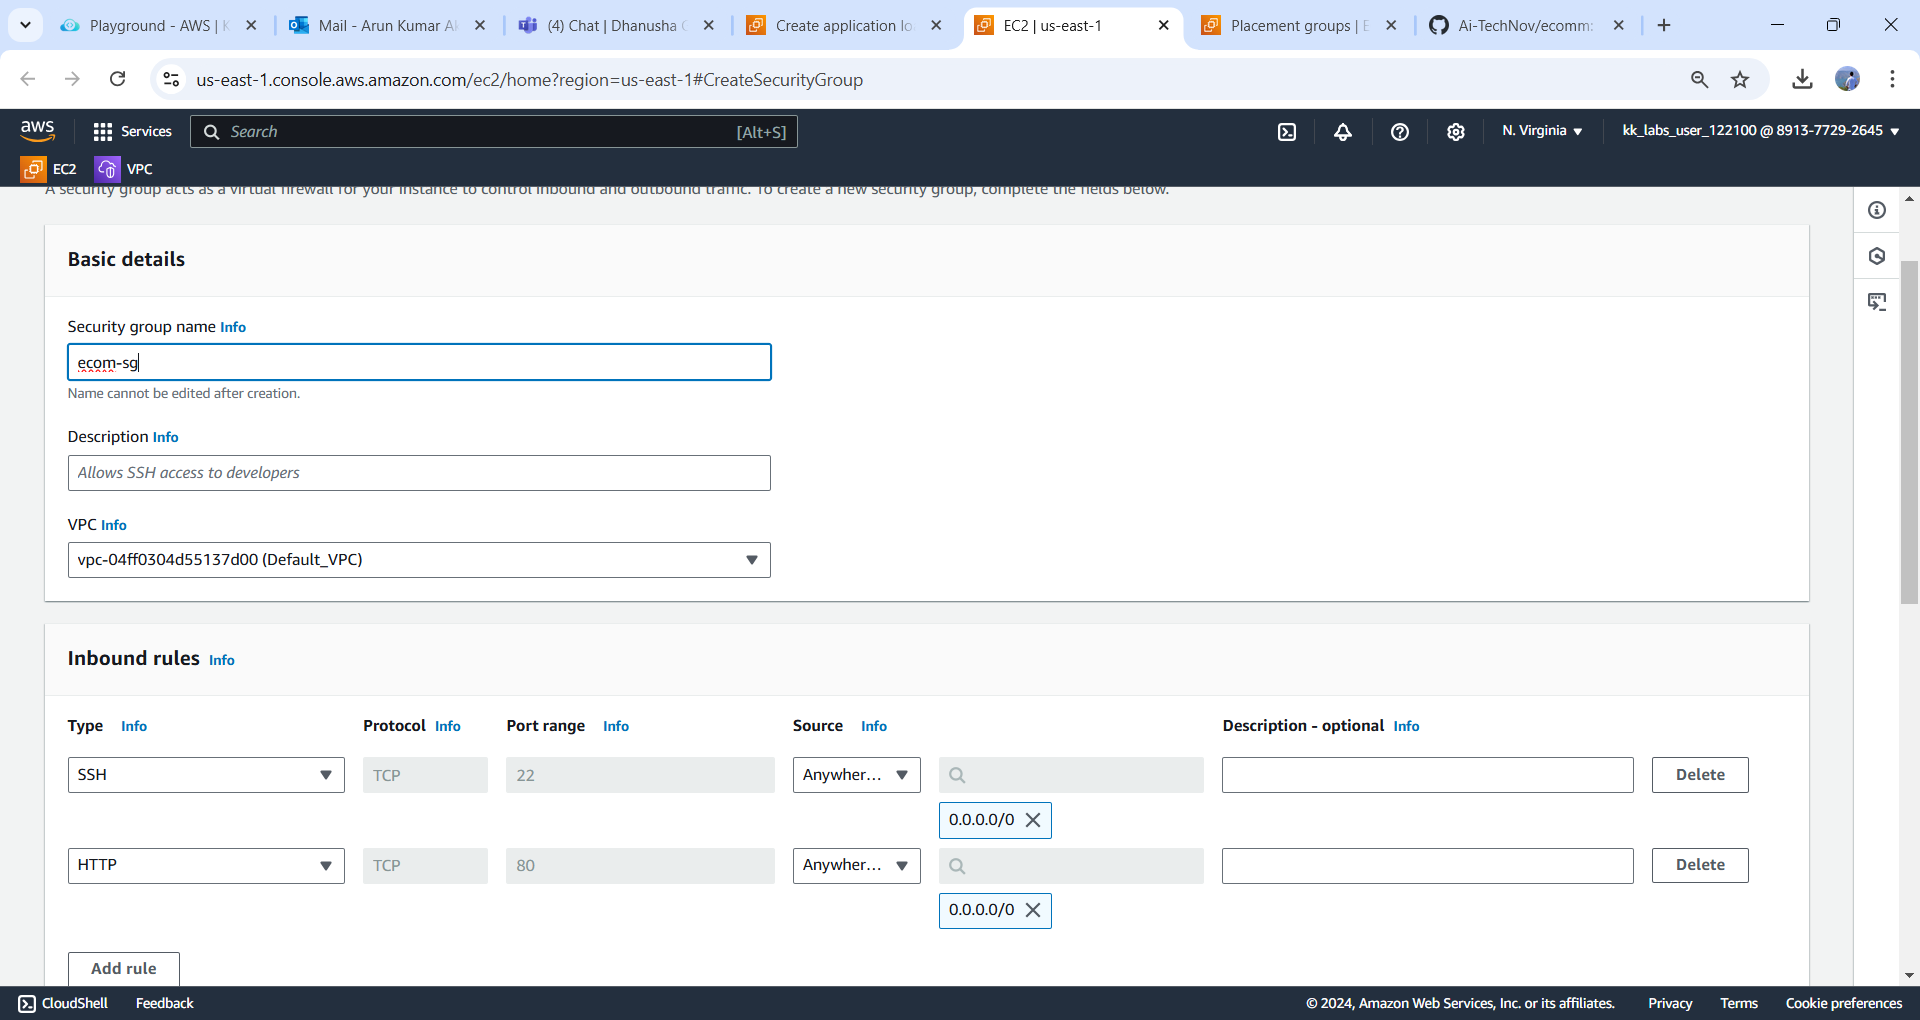 Playground - AWS | K
Mail - Arun Kumar Ak
(4) Chat | Dhanusha
Create application lo
EC2 | us-east-1
Placement groups | E
Ai-TechNov/ecomm
us-east-1.console.aws.amazon.com/ec2/home?region=us-east-1#CreateSecurityGroup
aws
Services
Search
[Alt+S]
N. Virginia
kk_labs_user_122100 @ 8913-7729-2645
EC2
VPC
A security group acts as a virtual firewall for your instance to control inbound and outbound traffic. To create a new security group, complete the fields below.
Basic details
Security group name Info
ecom-sg
Name cannot be edited after creation.
Description Info
Allows SSH access to developers
VPC Info
vpc-04ff0304d55137d00 (Default_VPC)
Inbound rules Info
Type Info
Protocol Info
Port range Info
Source Info
Description - optional Info
SSH
TCP
22
Anywher...
Delete
0.0.0.0/0
HTTP
TCP
80
Anywher...
Delete
0.0.0.0/0
Add rule
CloudShell
Feedback
© 2024, Amazon Web Services, Inc. or its affiliates.
Privacy
Terms
Cookie preferences